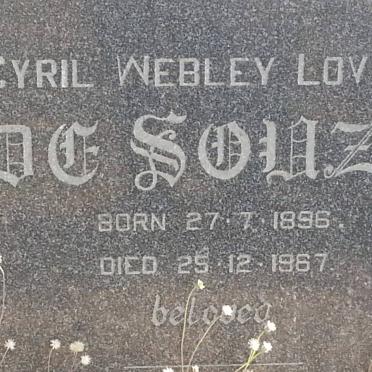 CYRIL WEBLEY LOV
DE SOUZ
BORN 27·7·1896.
DIED 25·12·1967.
beloved